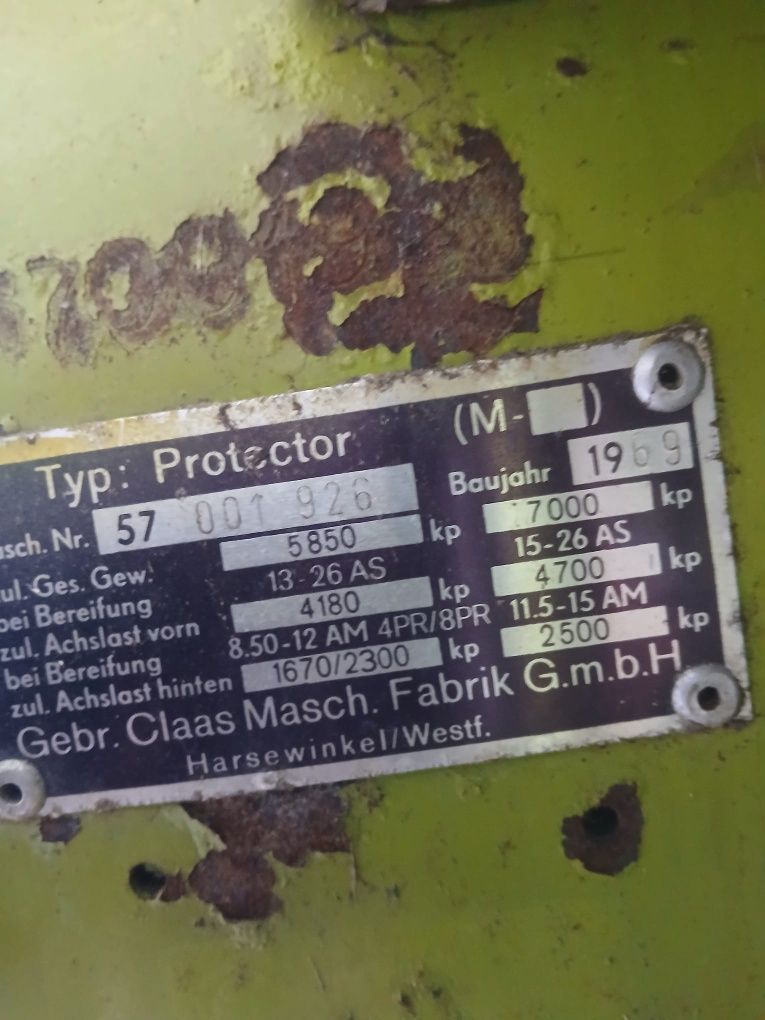 5700
Typ: Protector (M- )
Masch. Nr. 57 001 926 Baujahr 1969
zul. Ges. Gew. 5850 kp 7000 kp
bei Bereifung 13-26 AS 15-26 AS
zul. Achslast vorn 4180 kp 4700 kp
bei Bereifung 8.50-12 AM 4PR/8PR 11.5-15 AM
zul. Achslast hinten 1670/2300 kp 2500 kp
Gebr. Claas Masch. Fabrik G.m.b.H
Harsewinkel/Westf.